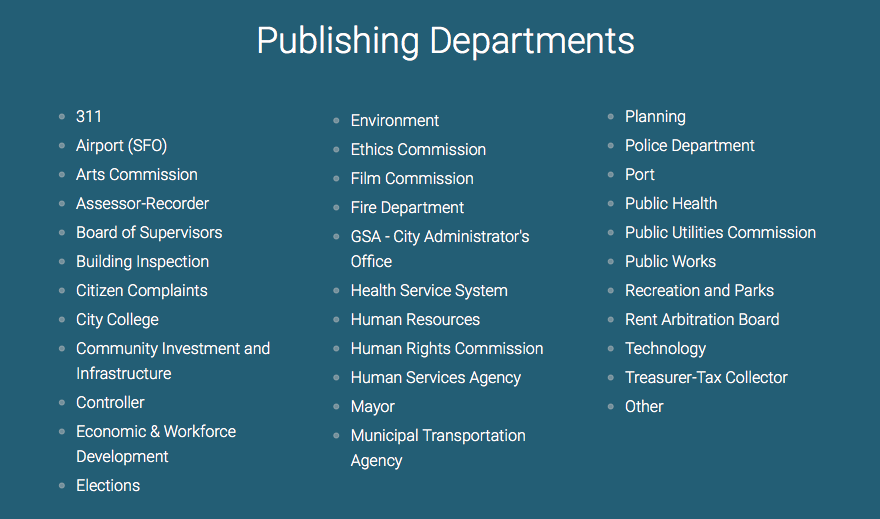 Publishing Departments
311
Airport (SFO)
Arts Commission
Assessor-Recorder
Board of Supervisors
Building Inspection
Citizen Complaints
City College
Community Investment and
Infrastructure
Controller
Economic & Workforce
Development
Elections
Environment
Ethics Commission
Film Commission
Fire Department
GSA - City Administrator's
Office
Health Service System
Human Resources
Human Rights Commission
Human Services Agency
Mayor
Municipal Transportation
Agency
Planning
Police Department
Port
Public Health
Public Utilities Commission
Public Works
Recreation and Parks
Rent Arbitration Board
Technology
Treasurer-Tax Collector
Other